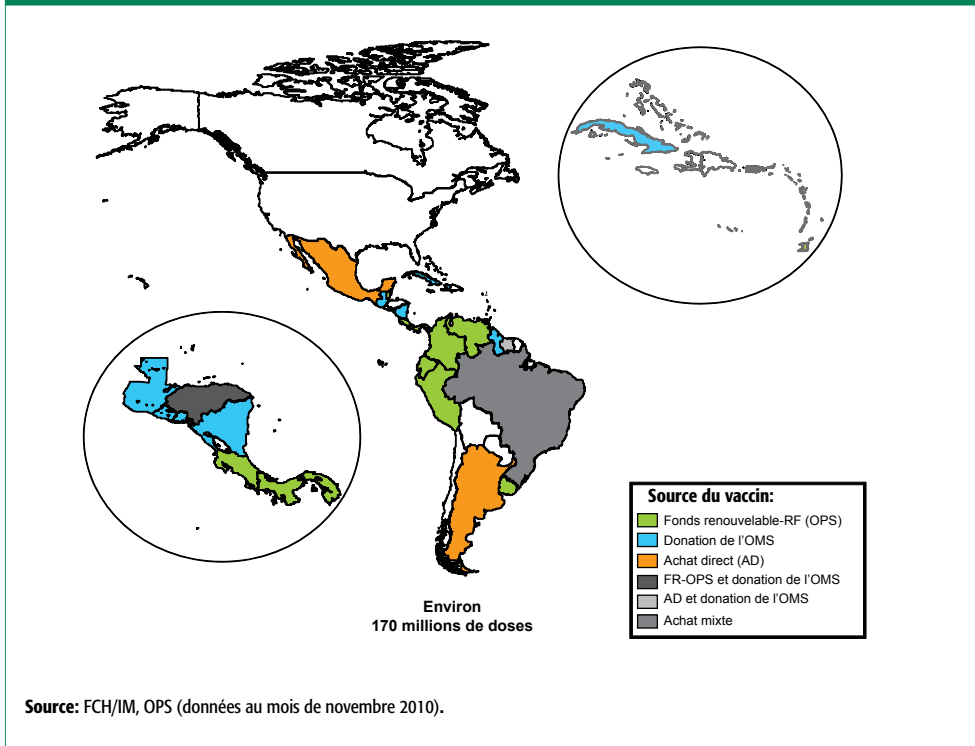 Source du vaccin:
Fonds renouvelable-RF (OPS)
Donation de l'OMS
Achat direct (AD)
FR-OPS et donation de l'OMS
AD et donation de l'OMS
Achat mixte
Environ
170 millions de doses
Source: FCH/IM, OPS (données au mois de novembre 2010).